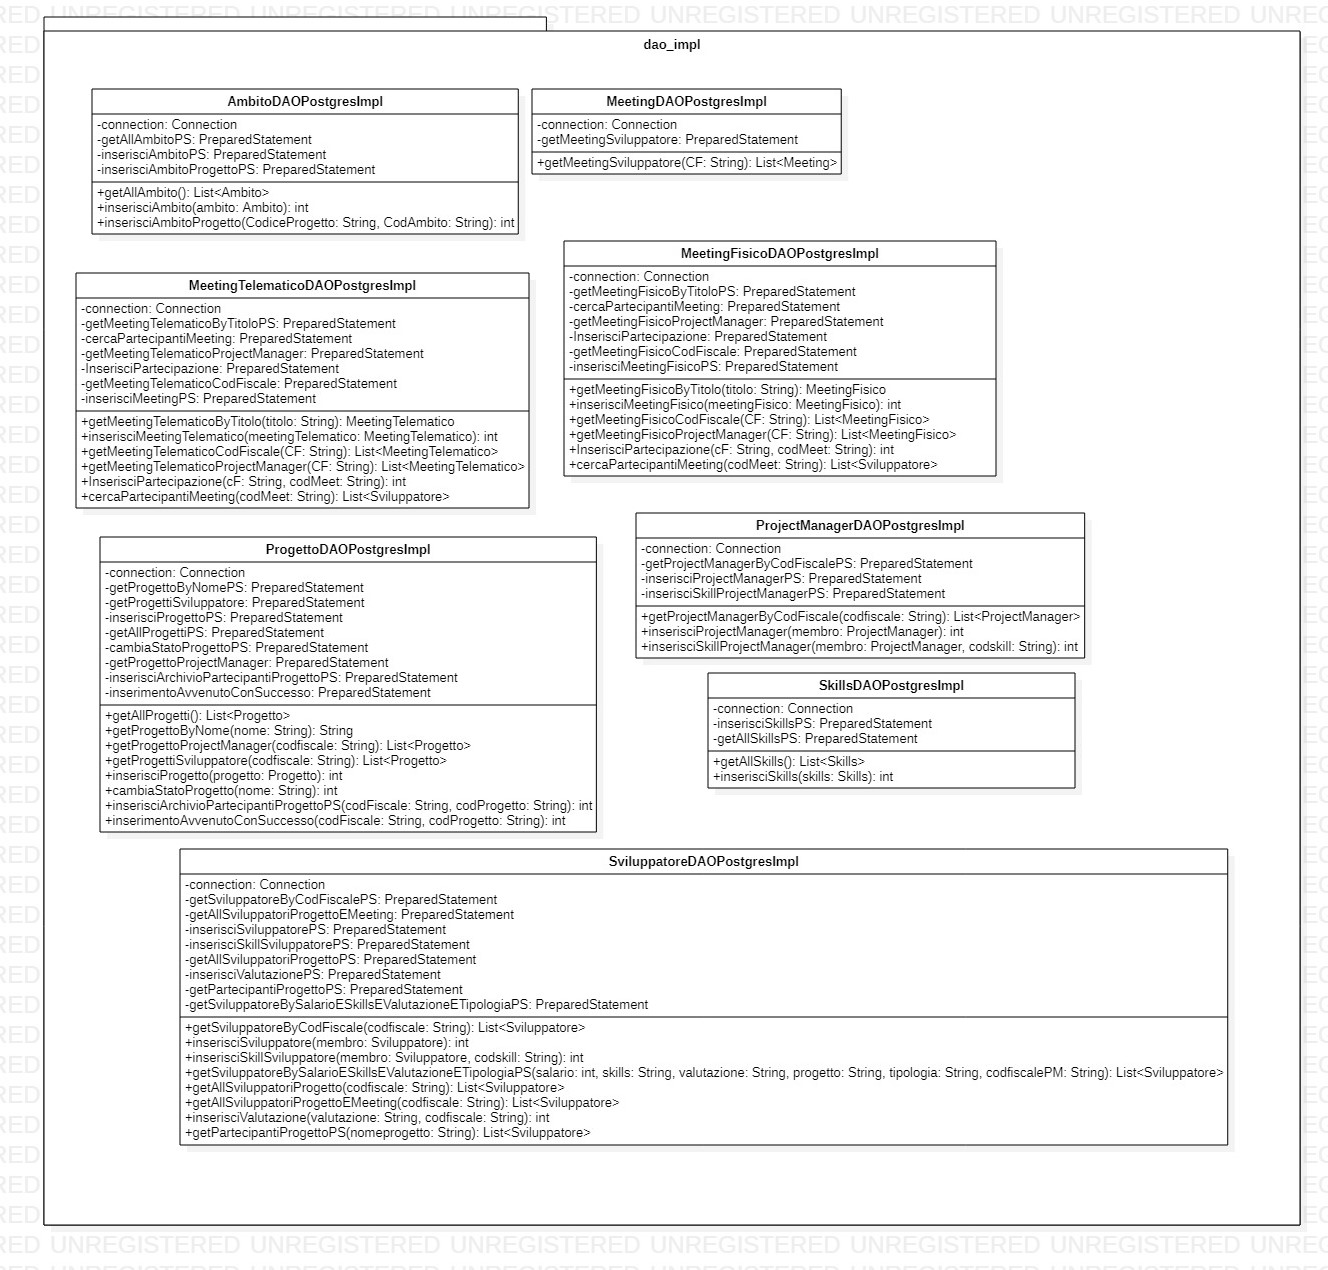 UNREGISTERED UNREGISTERED UNREGISTERED UNREGISTERED
dao_impl
AmbitoDAOPostgresImpl
-connection: Connection
-getAllAmbitoPS: PreparedStatement
-inserisciAmbitoPS: PreparedStatement
-inserisciAmbitoProgettoPS: PreparedStatement
+getAllAmbito(): List<Ambito>
+inserisciAmbito(ambito: Ambito): int
+inserisciAmbitoProgetto(CodiceProgetto: String, CodAmbito: String): int
MeetingDAOPostgresImpl
-connection: Connection
-getMeetingSviluppatore: PreparedStatement
+getMeetingSviluppatore(CF: String): List<Meeting>
MeetingFisicoDAOPostgresImpl
-connection: Connection
-getMeetingFisicoByTitoloPS: PreparedStatement
-cercaPartecipantiMeeting: PreparedStatement
-getMeetingFisicoProjectManager: PreparedStatement
-InserisciPartecipazione: PreparedStatement
-getMeetingFisicoCodFiscale: PreparedStatement
-inserisciMeetingFisicoPS: PreparedStatement
+getMeetingFisicoByTitolo(titolo: String): MeetingFisico
+inserisciMeetingFisico(meetingFisico: MeetingFisico): int
+getMeetingFisicoCodFiscale(CF: String): List<MeetingFisico>
+getMeetingFisicoProjectManager(CF: String): List<MeetingFisico>
+InserisciPartecipazione(cF: String, codMeet: String): int
+cercaPartecipantiMeeting(codMeet: String): List<Sviluppatore>
MeetingTelematicoDAOPostgresImpl
-connection: Connection
-getMeetingTelematicoByTitoloPS: PreparedStatement
-cercaPartecipantiMeeting: PreparedStatement
-getMeetingTelematicoProjectManager: PreparedStatement
-InserisciPartecipazione: PreparedStatement
-getMeetingTelematicoCodFiscale: PreparedStatement
-inserisciMeetingPS: PreparedStatement
+getMeetingTelematicoByTitolo(titolo: String): MeetingTelematico
+inserisciMeetingTelematico(meetingTelematico: MeetingTelematico): int
+getMeetingTelematicoCodFiscale(CF: String): List<MeetingTelematico>
+getMeetingTelematicoProjectManager(CF: String): List<MeetingTelematico>
+InserisciPartecipazione(cF: String, codMeet: String): int
+cercaPartecipantiMeeting(codMeet: String): List<Sviluppatore>
ProjectManagerDAOPostgresImpl
-connection: Connection
-getProjectManagerByCodFiscalePS: PreparedStatement
-inserisciProjectManagerPS: PreparedStatement
-inserisciSkillProjectManagerPS: PreparedStatement
+getProjectManagerByCodFiscale(codfiscale: String): List<ProjectManager>
+inserisciProjectManager(membro: ProjectManager): int
+inserisciSkillProjectManager(membro: ProjectManager, codskill: String): int
ProgettoDAOPostgresImpl
-connection: Connection
-getProgettoByNomePS: PreparedStatement
-getProgettiSviluppatore: PreparedStatement
-inserisciProgettoPS: PreparedStatement
-getAllProgettiPS: PreparedStatement
-cambiaStatoProgettoPS: PreparedStatement
-getProgettoProjectManager: PreparedStatement
-inserisciArchivioPartecipantiProgettoPS: PreparedStatement
-inserimentoAvvenutoConSuccesso: PreparedStatement
+getAllProgetti(): List<Progetto>
+getProgettoByNome(nome: String): String
+getProgettoProjectManager(codfiscale: String): List<Progetto>
+getProgettiSviluppatore(codfiscale: String): List<Progetto>
+inserisciProgetto(progetto: Progetto): int
+cambiaStatoProgetto(nome: String): int
+inserisciArchivioPartecipantiProgettoPS(codFiscale: String, codProgetto: String): int
+inserimentoAvvenutoConSuccesso(codFiscale: String, codProgetto: String): int
SkillsDAOPostgresImpl
-connection: Connection
-inserisciSkillsPS: PreparedStatement
-getAllSkillsPS: PreparedStatement
+getAllSkills(): List<Skills>
+inserisciSkills(skills: Skills): int
SviluppatoreDAOPostgresImpl
-connection: Connection
-getSviluppatoreByCodFiscalePS: PreparedStatement
-getAllSviluppatoriProgettoEMeeting: PreparedStatement
-inserisciSviluppatorePS: PreparedStatement
-inserisciSkillSviluppatorePS: PreparedStatement
-getAllSviluppatoriProgettoPS: PreparedStatement
-inserisciValutazionePS: PreparedStatement
-getPartecipantiProgettoPS: PreparedStatement
-getSviluppatoreBySalarioESkillsEValutazioneETipologiaPS: PreparedStatement
+getSviluppatoreByCodFiscale(codfiscale: String): List<Sviluppatore>
+inserisciSviluppatore(membro: Sviluppatore): int
+inserisciSkillSviluppatore(membro: Sviluppatore, codskill: String): int
+getSviluppatoreBySalarioESkillsEValutazioneETipologiaPS(salario: int, skills: String, valutazione: String, progetto: String, tipologia: String, codfiscalePM: String): List<Sviluppatore>
+getAllSviluppatoriProgetto(codfiscale: String): List<Sviluppatore>
+getAllSviluppatoriProgettoEMeeting(codfiscale: String): List<Sviluppatore>
+inserisciValutazione(valutazione: String, codfiscale: String): int
+getPartecipantiProgettoPS(nomeprogetto: String): List<Sviluppatore>
UNREGISTERED UNREGISTERED UNREGISTERED UNREGISTERED UNREGISTERED UNREGISTERED